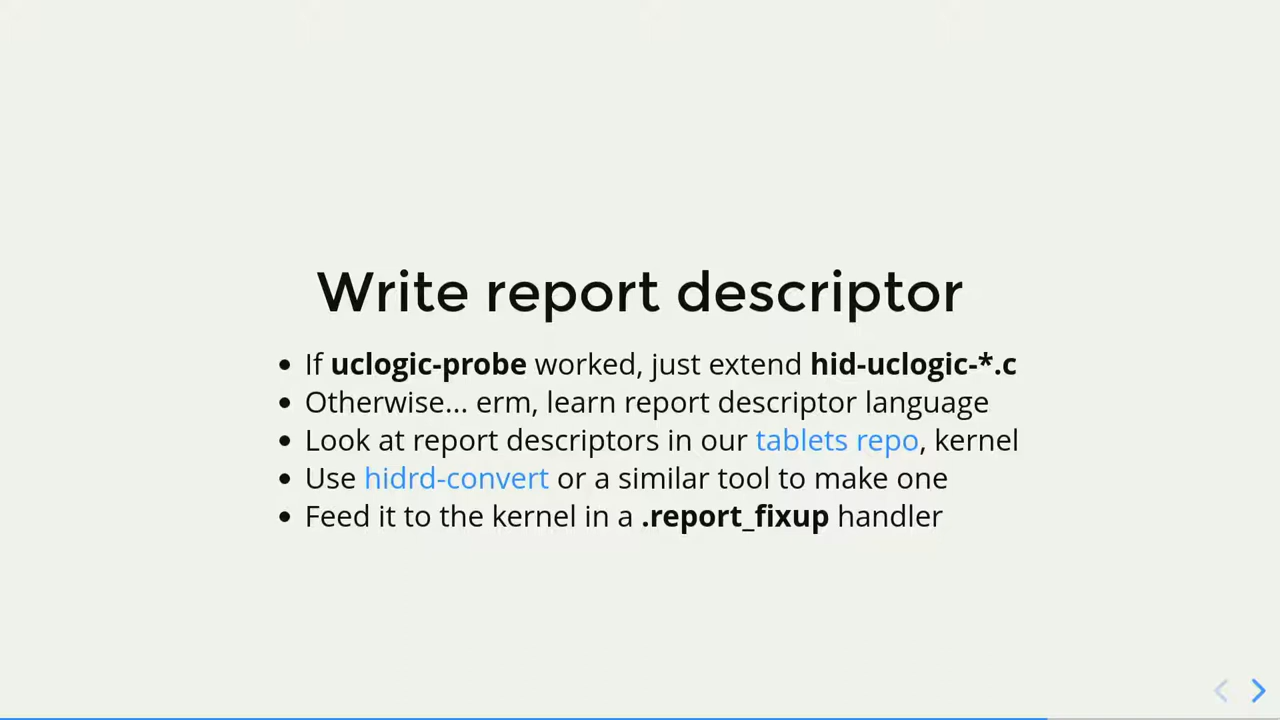 Write report descriptor
• If uclogic-probe worked, just extend hid-uclogic-*.c
• Otherwise... erm, learn report descriptor language
• Look at report descriptors in our tablets repo, kernel
• Use hidrd-convert or a similar tool to make one
• Feed it to the kernel in a .report_fixup handler